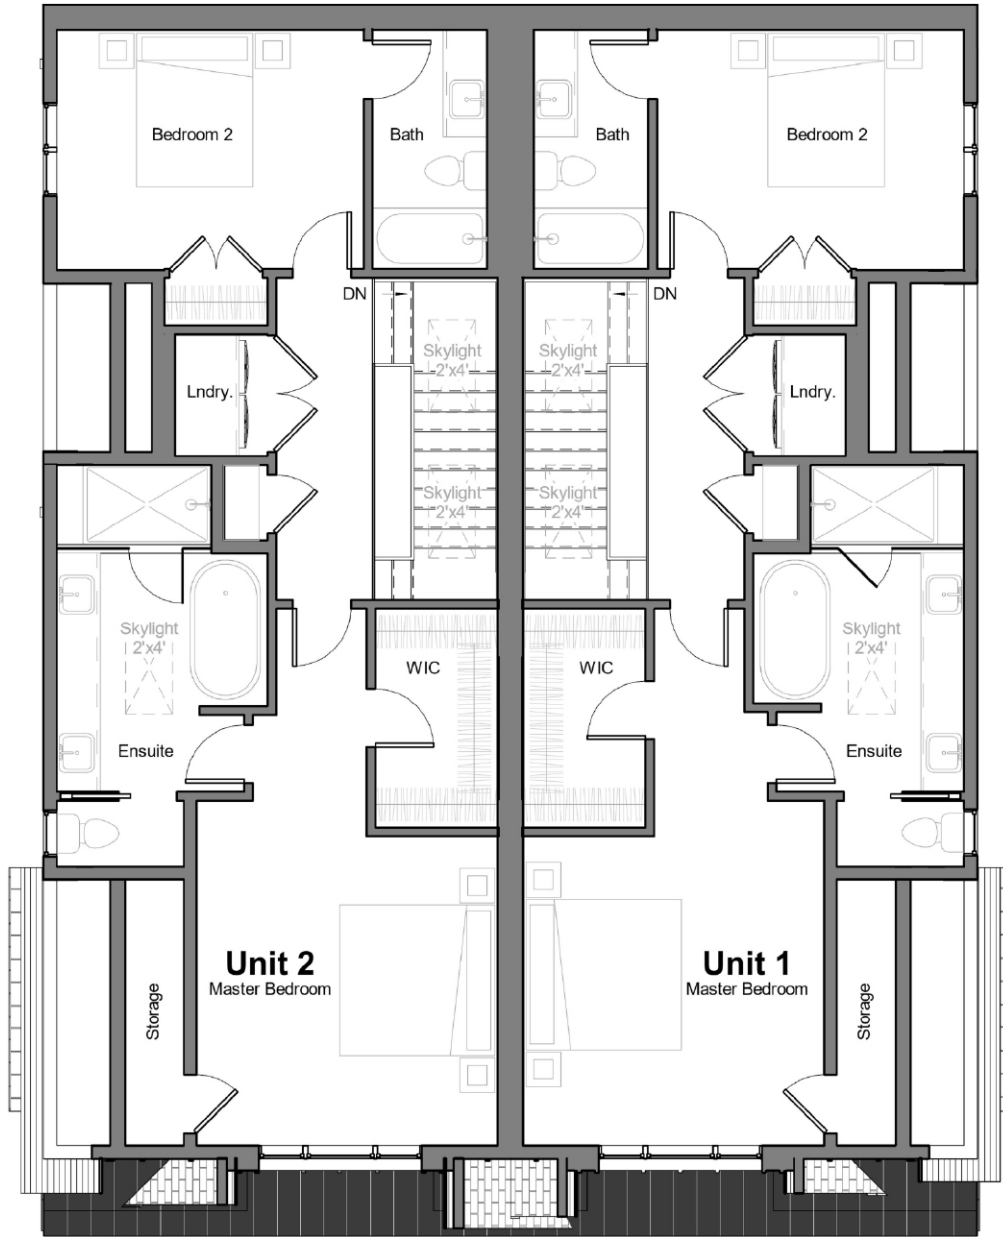 Bedroom 2
Bath
Bath
Bedroom 2
DN
DN
Skylight
2'x4'
Skylight
2'x4'
Lndry.
Lndry.
Skylight
2'x4'
Skylight
2'x4'
Skylight
2'x4'
Skylight
2'x4'
WIC
WIC
Ensuite
Ensuite
Unit 2
Master Bedroom
Unit 1
Master Bedroom
Storage
Storage